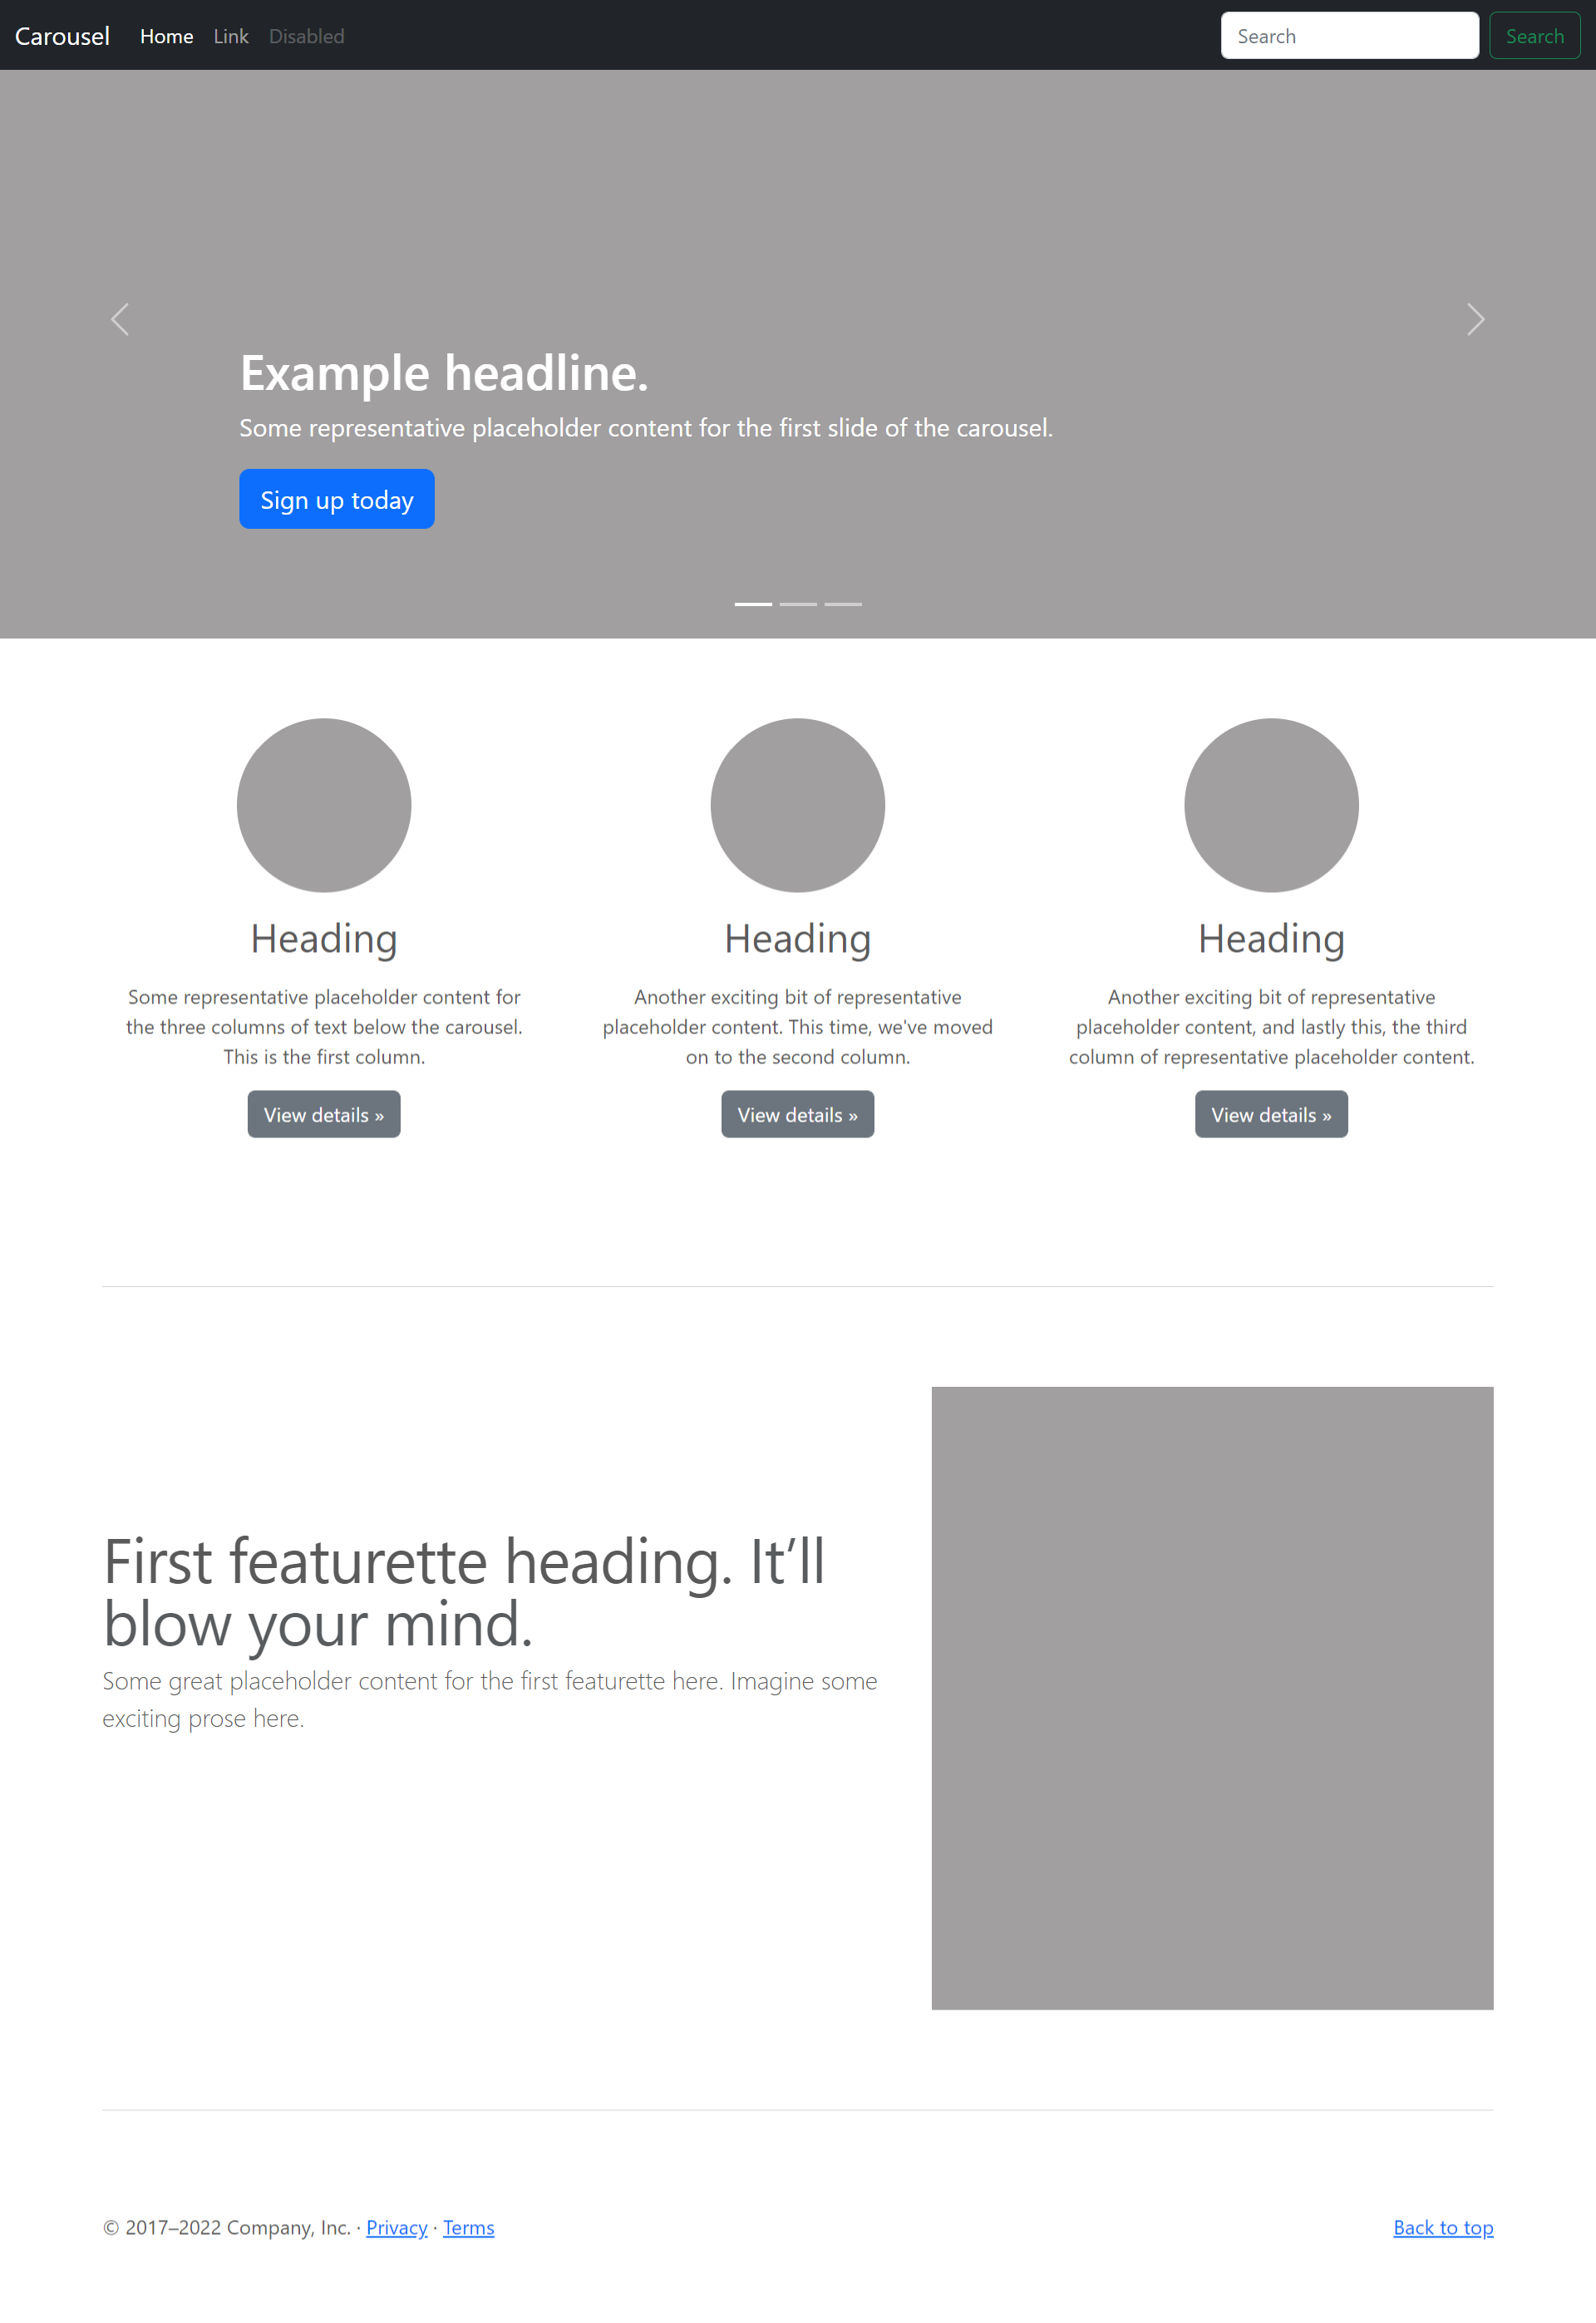 Carousel Home Link Disabled Search Search
Example headline.
Some representative placeholder content for the first slide of the carousel.
Sign up today
Heading
Some representative placeholder content for
the three columns of text below the carousel.
This is the first column.
View details »
Heading
Another exciting bit of representative
placeholder content. This time, we've moved
on to the second column.
View details »
Heading
Another exciting bit of representative
placeholder content, and lastly this, the third
column of representative placeholder content.
View details »
First featurette heading. It’ll
blow your mind.
Some great placeholder content for the first featurette here. Imagine some
exciting prose here.
© 2017–2022 Company, Inc. · Privacy · Terms
Back to top